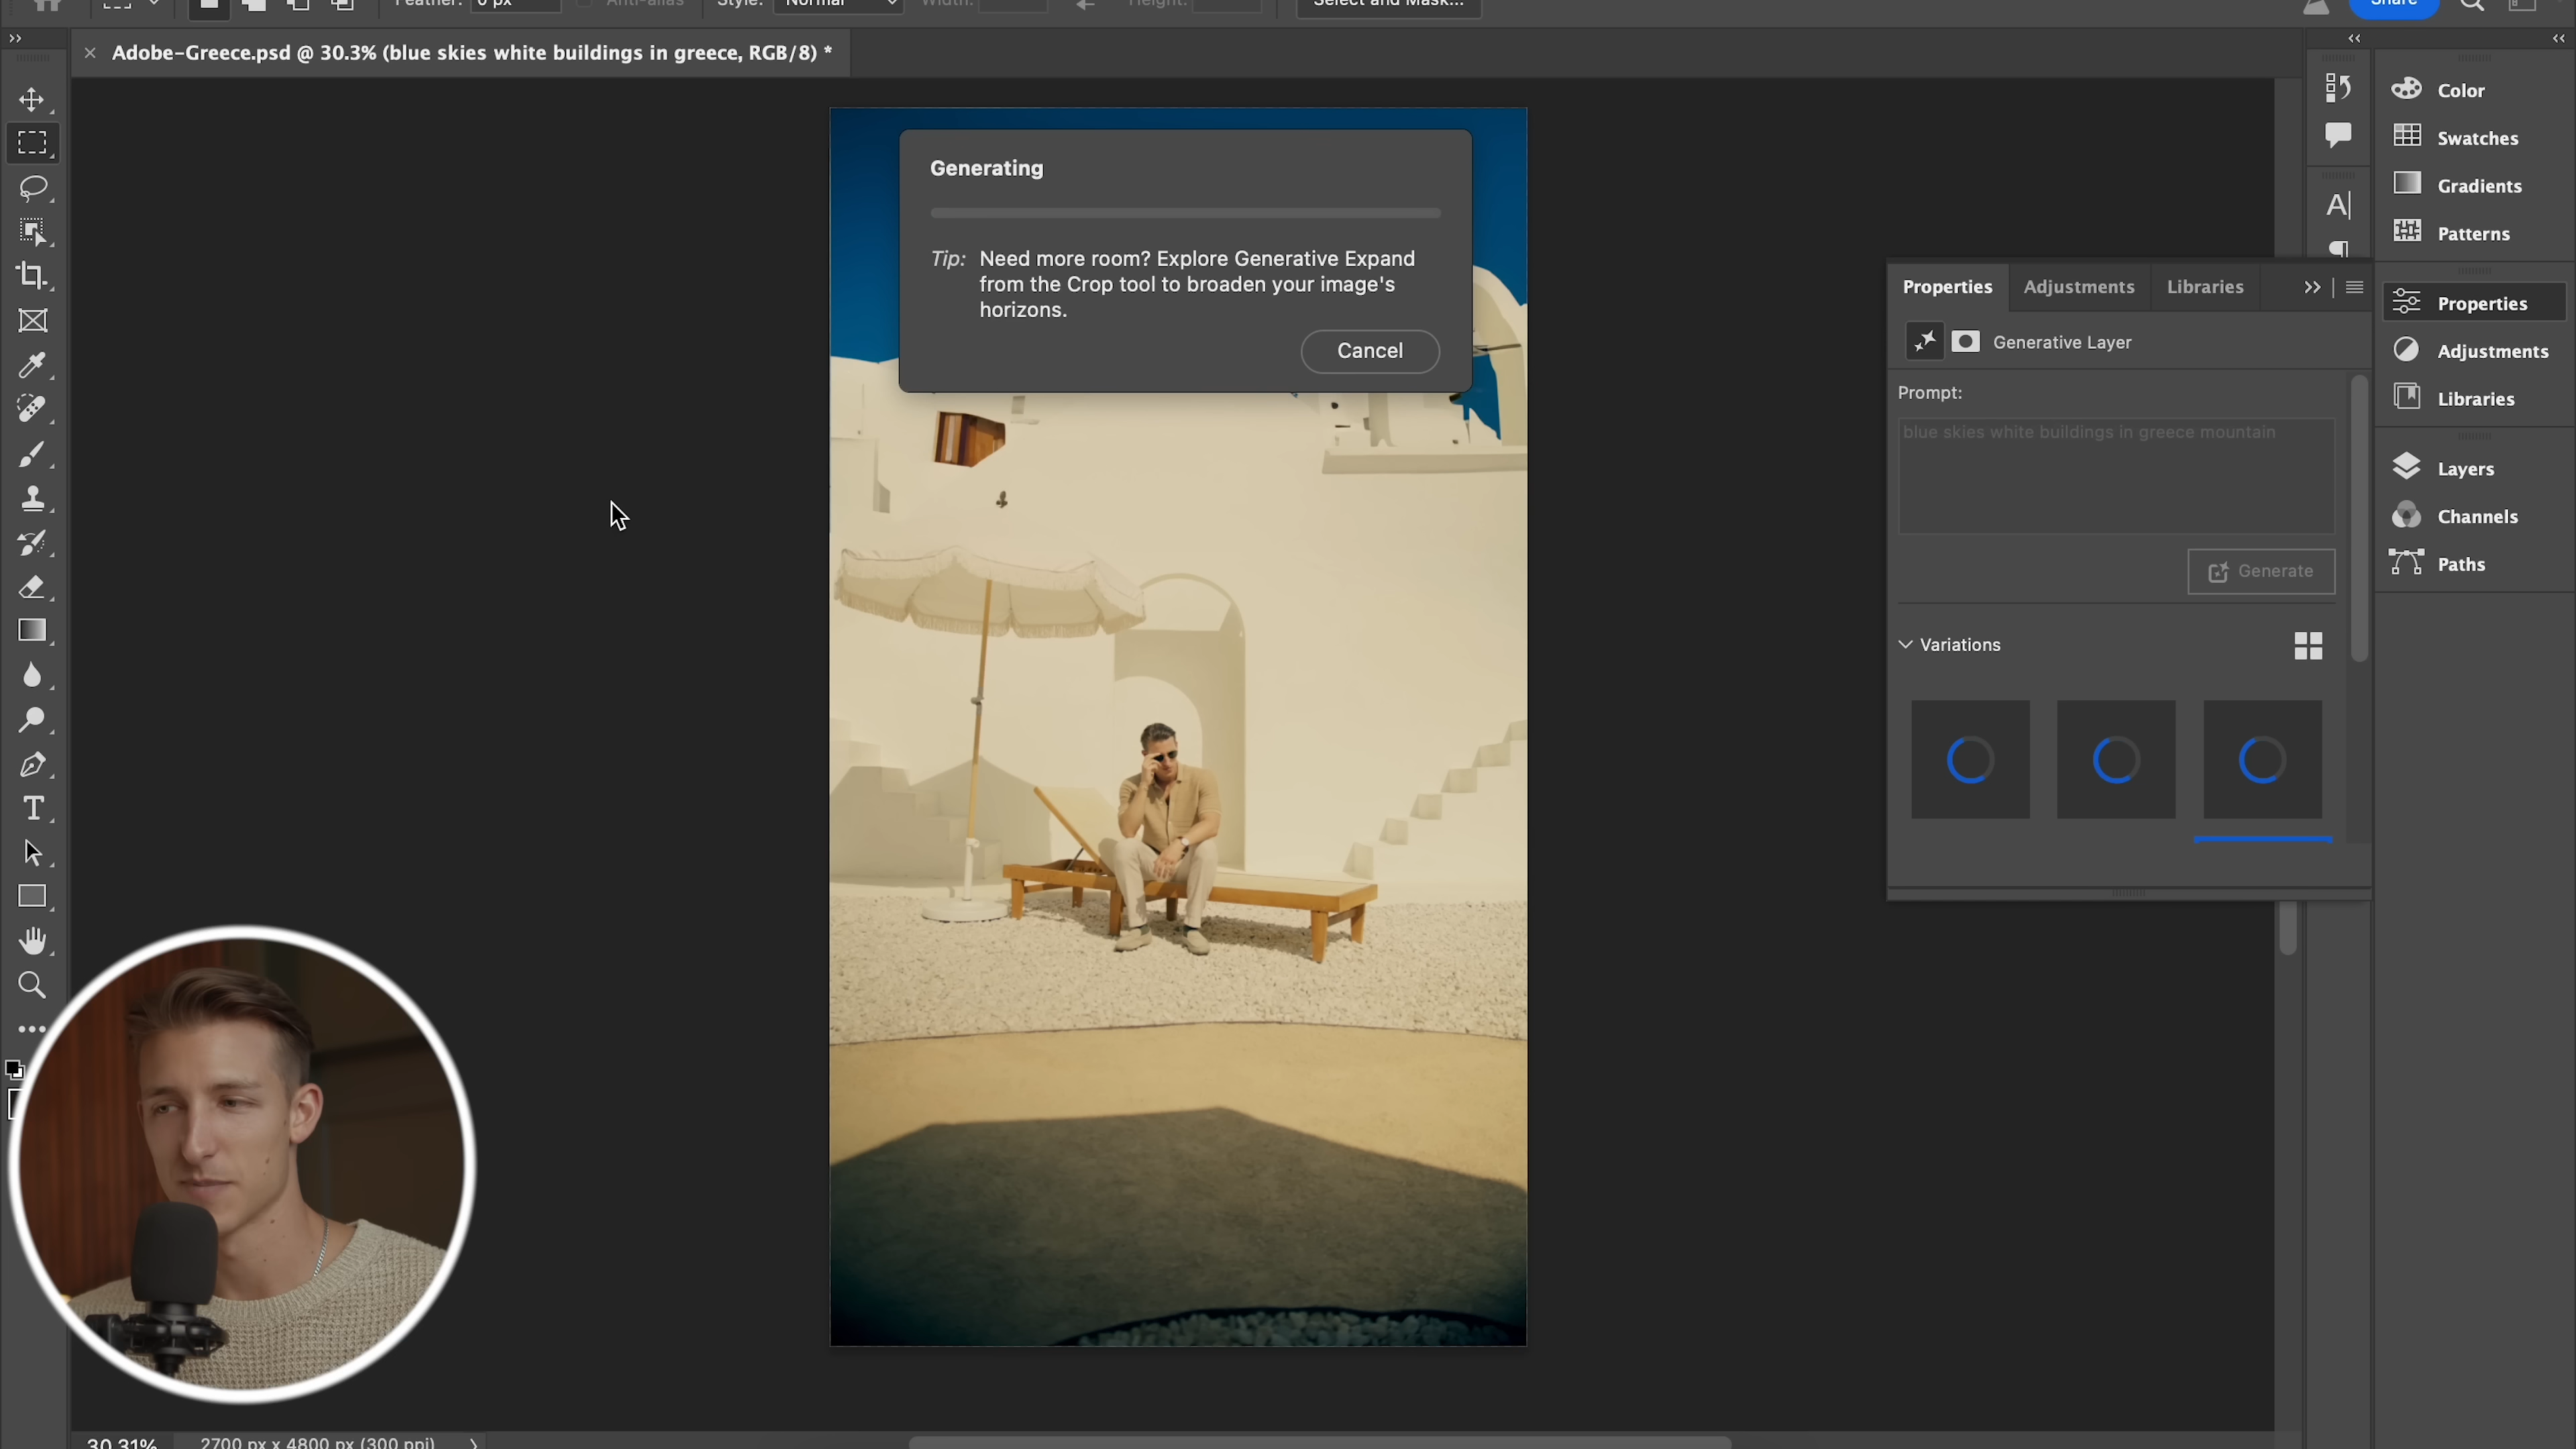 Feather: 0 px Anti-alias Style: Normal Width: Height: Select and Mask... Share
Adobe-Greece.psd @ 30.3% (blue skies white buildings in greece, RGB/8) *
Generating
Tip: Need more room? Explore Generative Expand
from the Crop tool to broaden your image's
horizons.
Cancel
Properties Adjustments Libraries
Generative Layer
Prompt:
blue skies white buildings in greece mountain
Generate
Variations
Color
Swatches
Gradients
Patterns
Properties
Adjustments
Libraries
Layers
Channels
Paths
30.31% 2700 px x 4800 px (300 ppi)